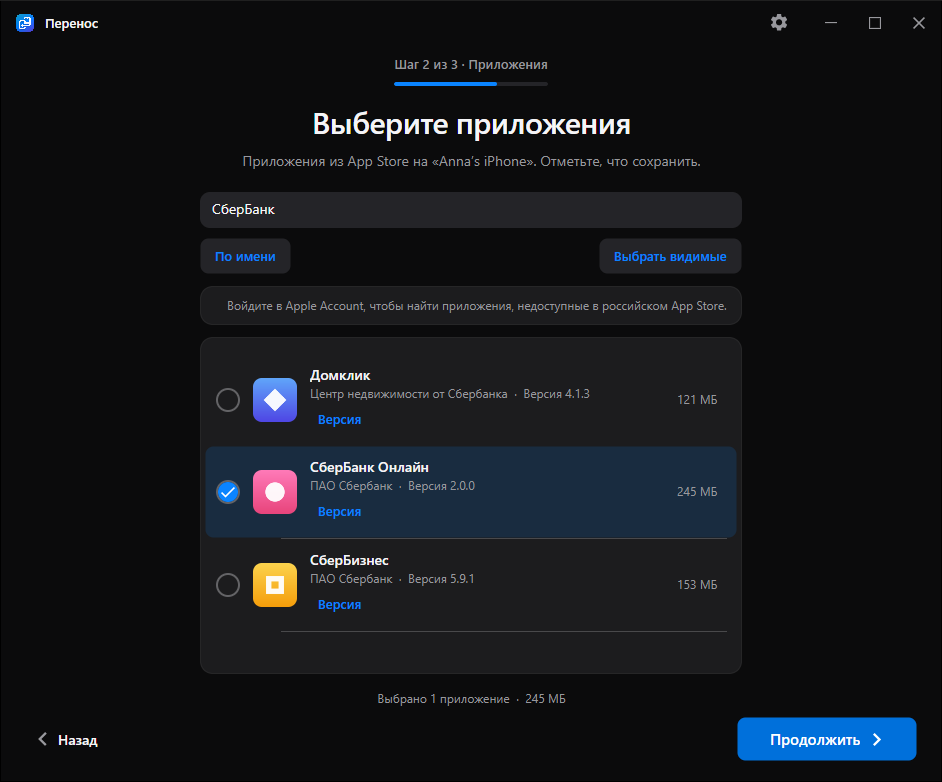 Перенос
Шаг 2 из 3 · Приложения
Выберите приложения
Приложения из App Store на «Anna’s iPhone». Отметьте, что сохранить.
СберБанк
По имени
Выбрать видимые
Войдите в Apple Account, чтобы найти приложения, недоступные в российском App Store.
Домклик
Центр недвижимости от Сбербанка · Версия 4.1.3
121 МБ
Версия
СберБанк Онлайн
ПАО Сбербанк · Версия 2.0.0
245 МБ
Версия
СберБизнес
ПАО Сбербанк · Версия 5.9.1
153 МБ
Версия
Выбрано 1 приложение · 245 МБ
Назад
Продолжить